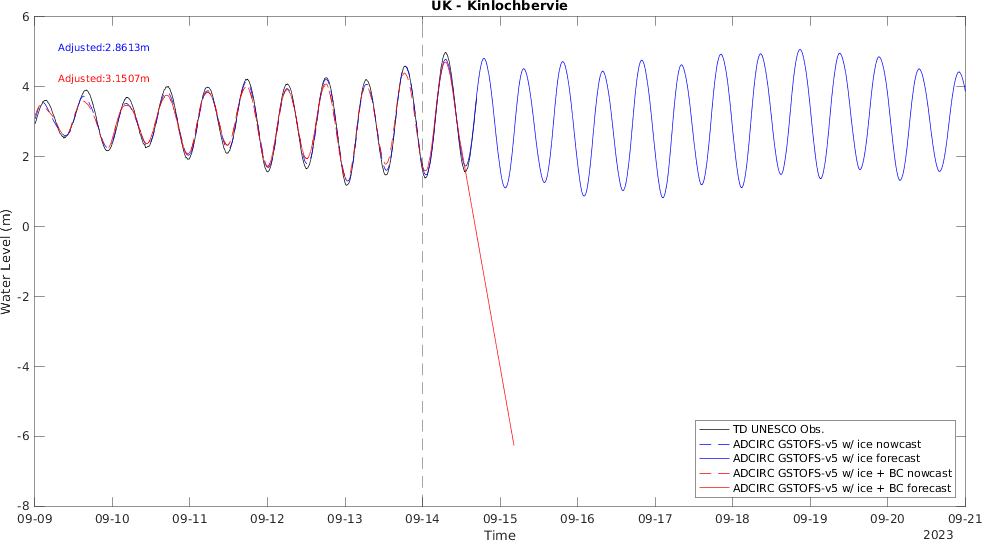 UK - Kinlochbervie
Adjusted:2.8613m
Adjusted:3.1507m
Water Level (m)
6
4
2
0
-2
-4
-6
-8
TD UNESCO Obs.
ADCIRC GSTOFS-v5 w/ ice nowcast
ADCIRC GSTOFS-v5 w/ ice forecast
ADCIRC GSTOFS-v5 w/ ice + BC nowcast
ADCIRC GSTOFS-v5 w/ ice + BC forecast
09-09 09-10 09-11 09-12 09-13 09-14 09-15 09-16 09-17 09-18 09-19 09-20 09-21
Time
2023